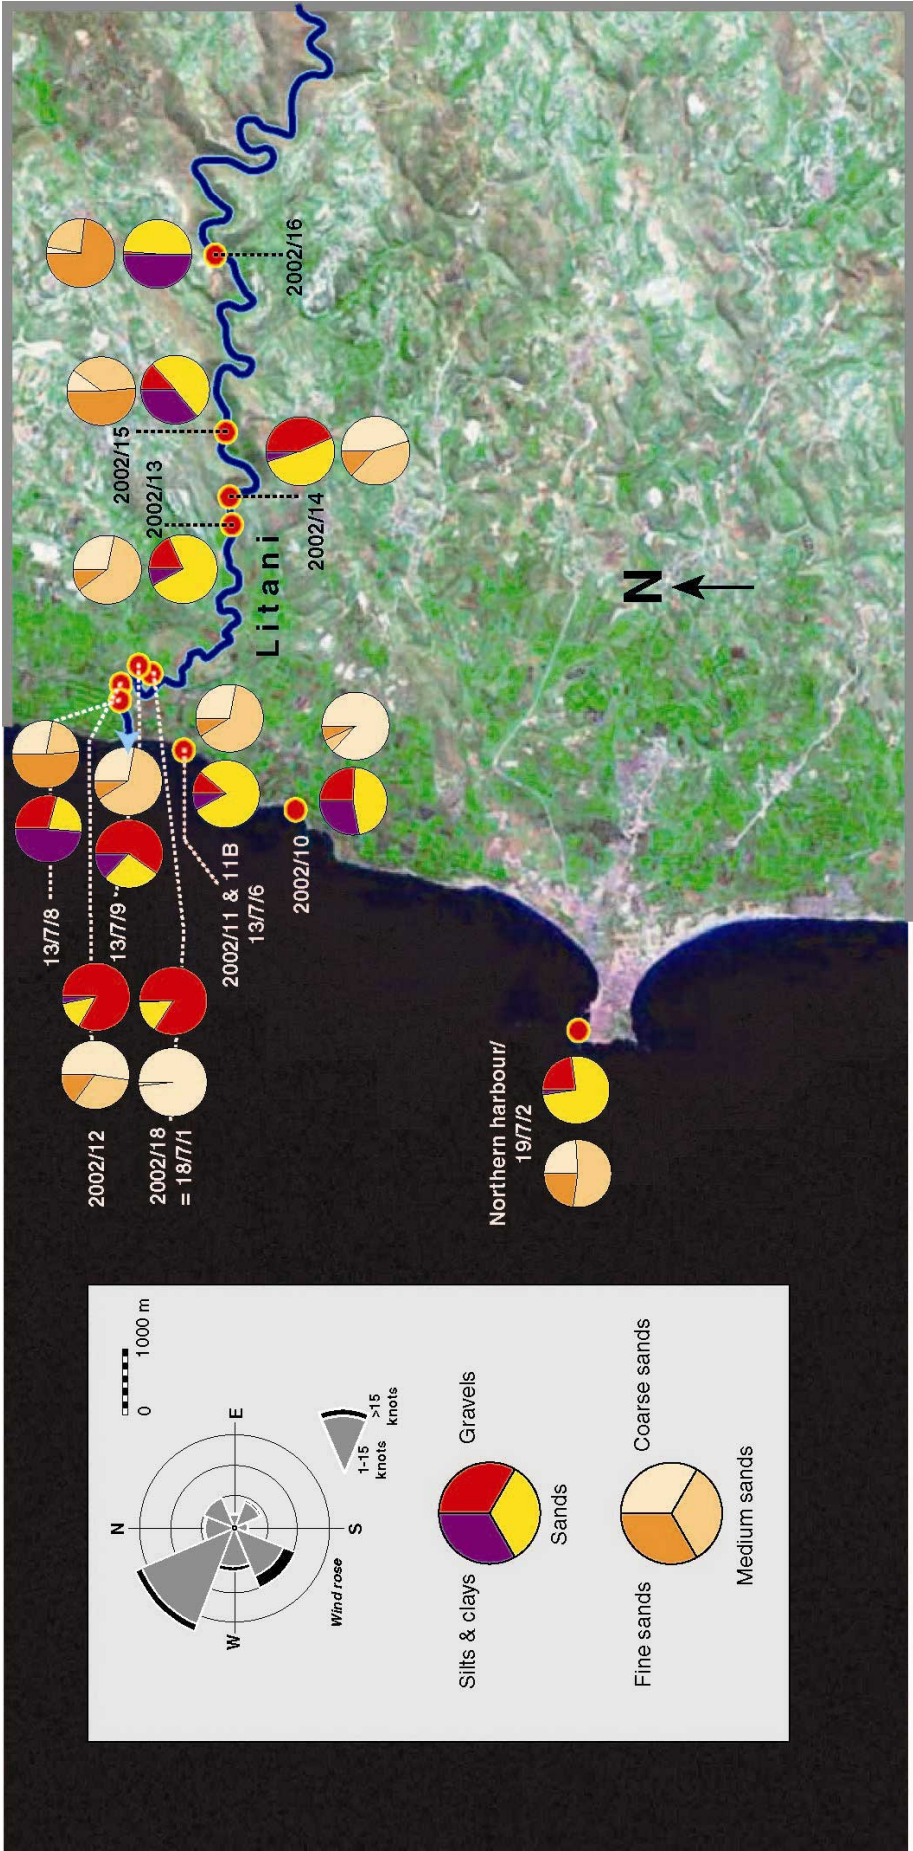 N
W
E
S
Wind rose
0
1000 m
1-15
knots
>15
knots
Silts & clays
Gravels
Sands
Fine sands
Coarse sands
Medium sands
2002/12
2002/18
= 18/7/1
13/7/8
13/7/9
2002/11 & 11B
13/7/6
2002/10
Northern harbour/
19/7/2
Litani
2002/13
2002/15
2002/14
2002/16
N